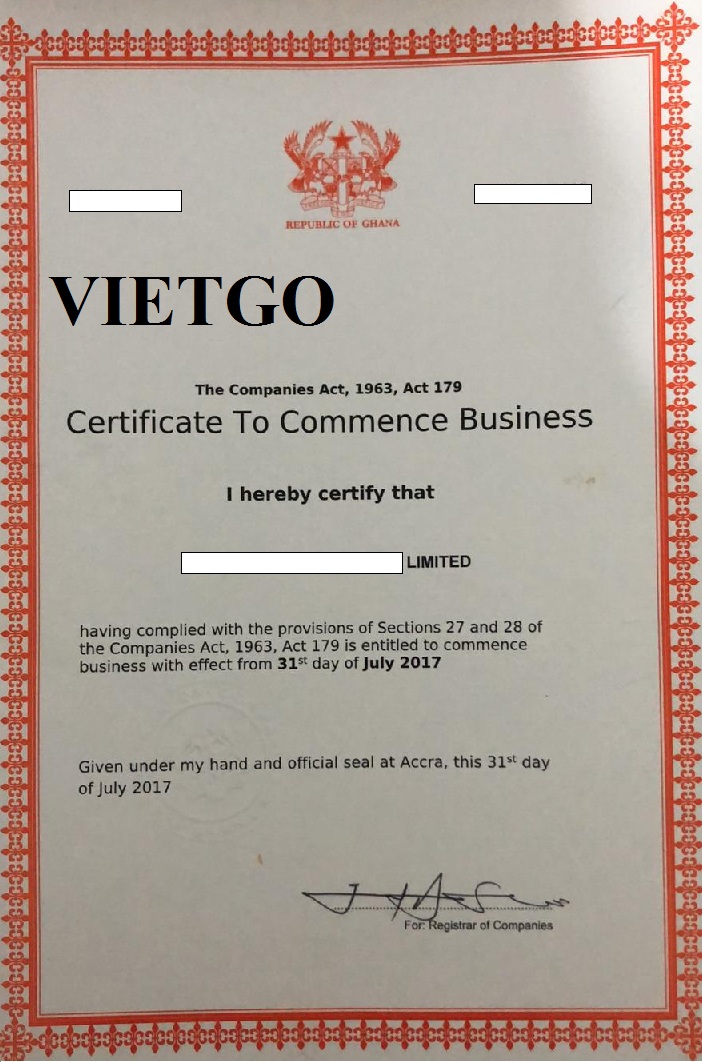 REPUBLIC OF GHANA
VIETGO
The Companies Act, 1963, Act 179
Certificate To Commence Business
I hereby certify that
LIMITED
having complied with the provisions of Sections 27 and 28 of
the Companies Act, 1963, Act 179 is entitled to commence
business with effect from 31st day of July 2017
Given under my hand and official seal at Accra, this 31st day
of July 2017
For: Registrar of Companies